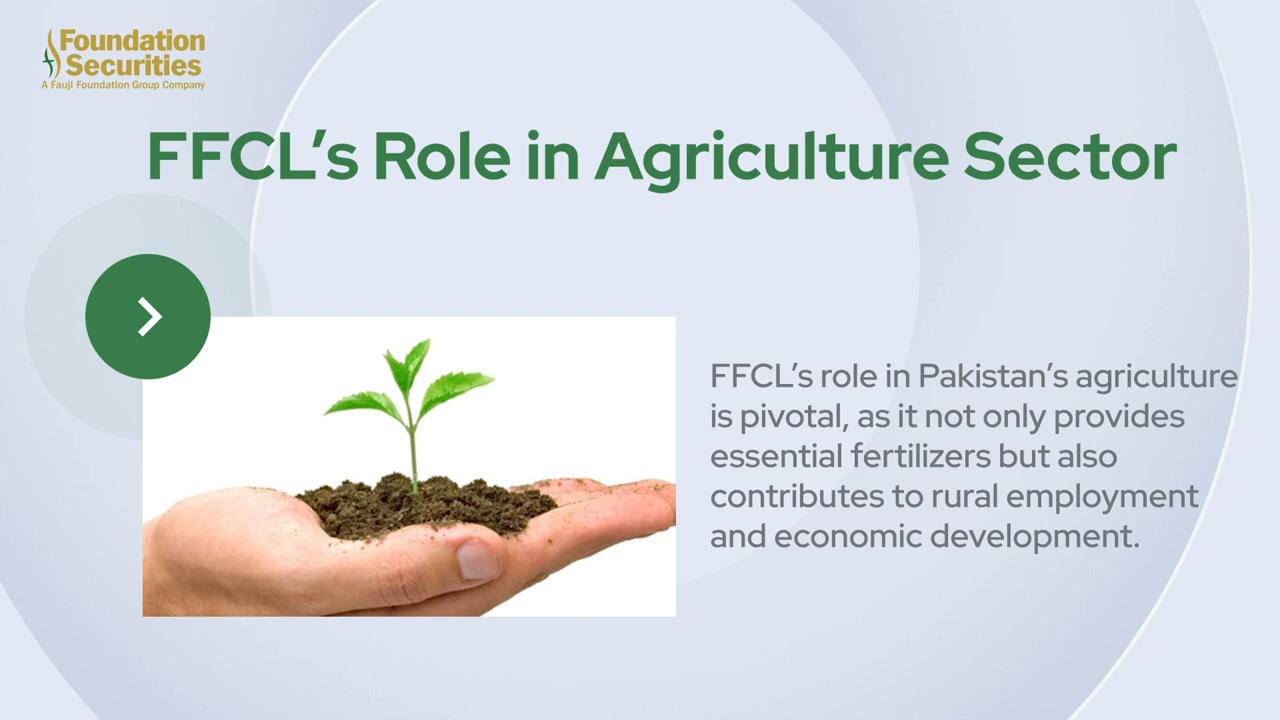 Foundation
Securities
A Fauji Foundation Group Company
FFCL’s Role in Agriculture Sector
FFCL’s role in Pakistan’s agriculture
is pivotal, as it not only provides
essential fertilizers but also
contributes to rural employment
and economic development.